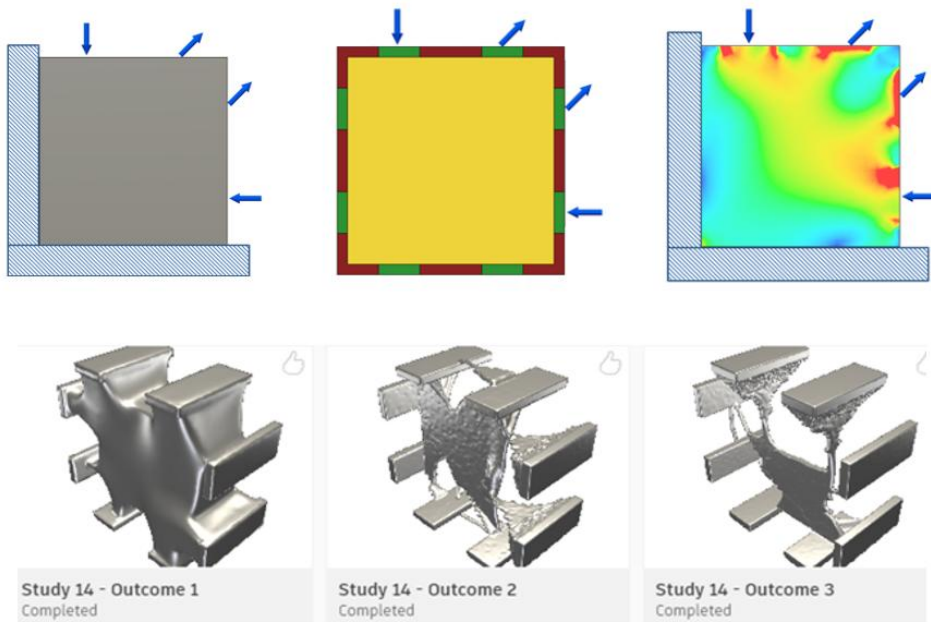 Study 14 - Outcome 1
Completed
Study 14 - Outcome 2
Completed
Study 14 - Outcome 3
Completed